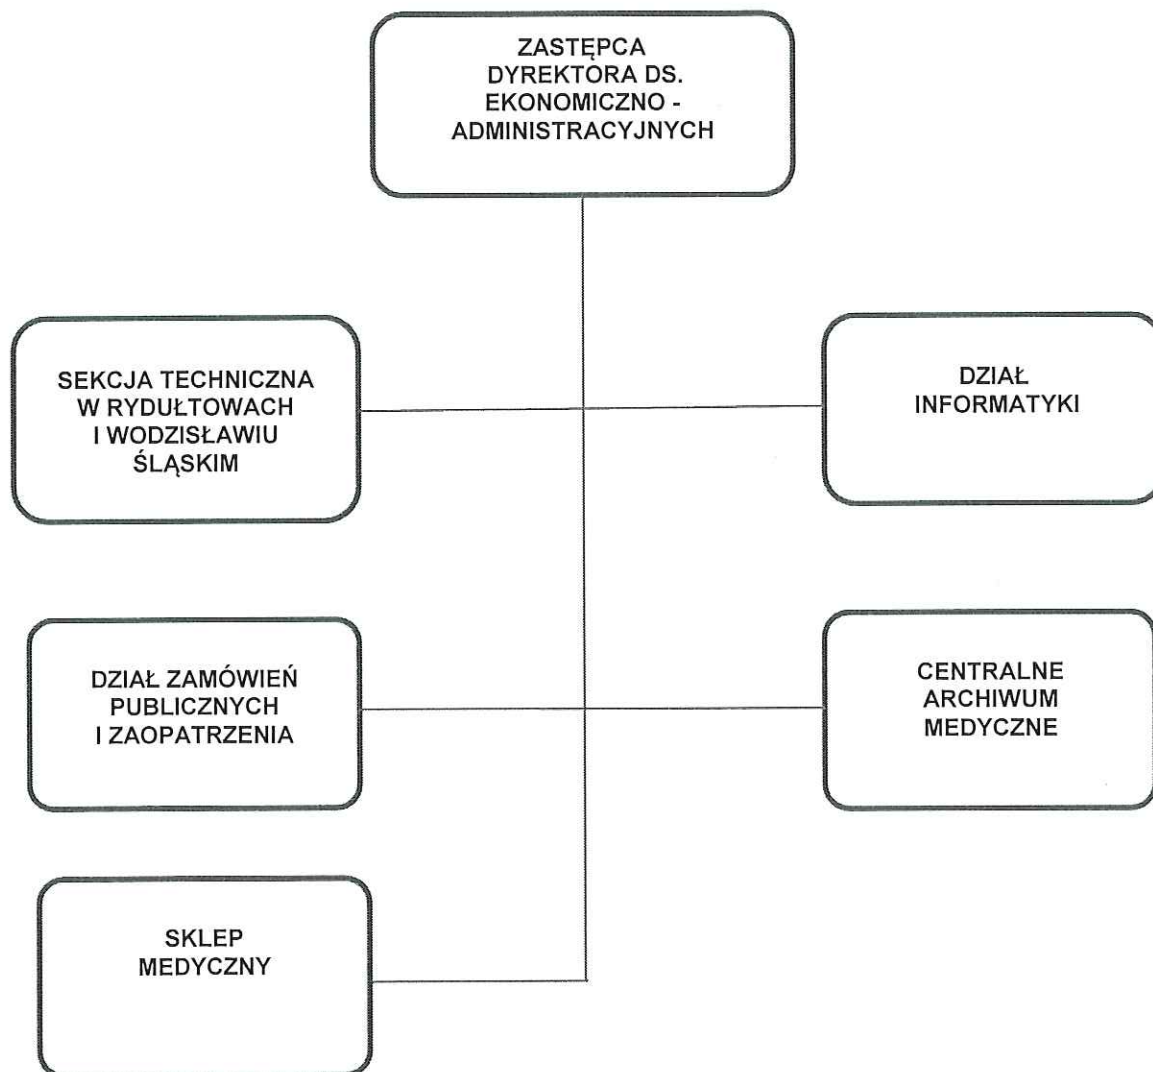 ZASTĘPCA
DYREKTORA DS.
EKONOMICZNO -
ADMINISTRACYJNYCH
SEKCJA TECHNICZNA
W RYDUŁTOWACH
I WODZISŁAWIU
ŚLĄSKIM
DZIAŁ
INFORMATYKI
DZIAŁ ZAMÓWIEŃ
PUBLICZNYCH
I ZAOPATRZENIA
CENTRALNE
ARCHIWUM
MEDYCZNE
SKLEP
MEDYCZNY